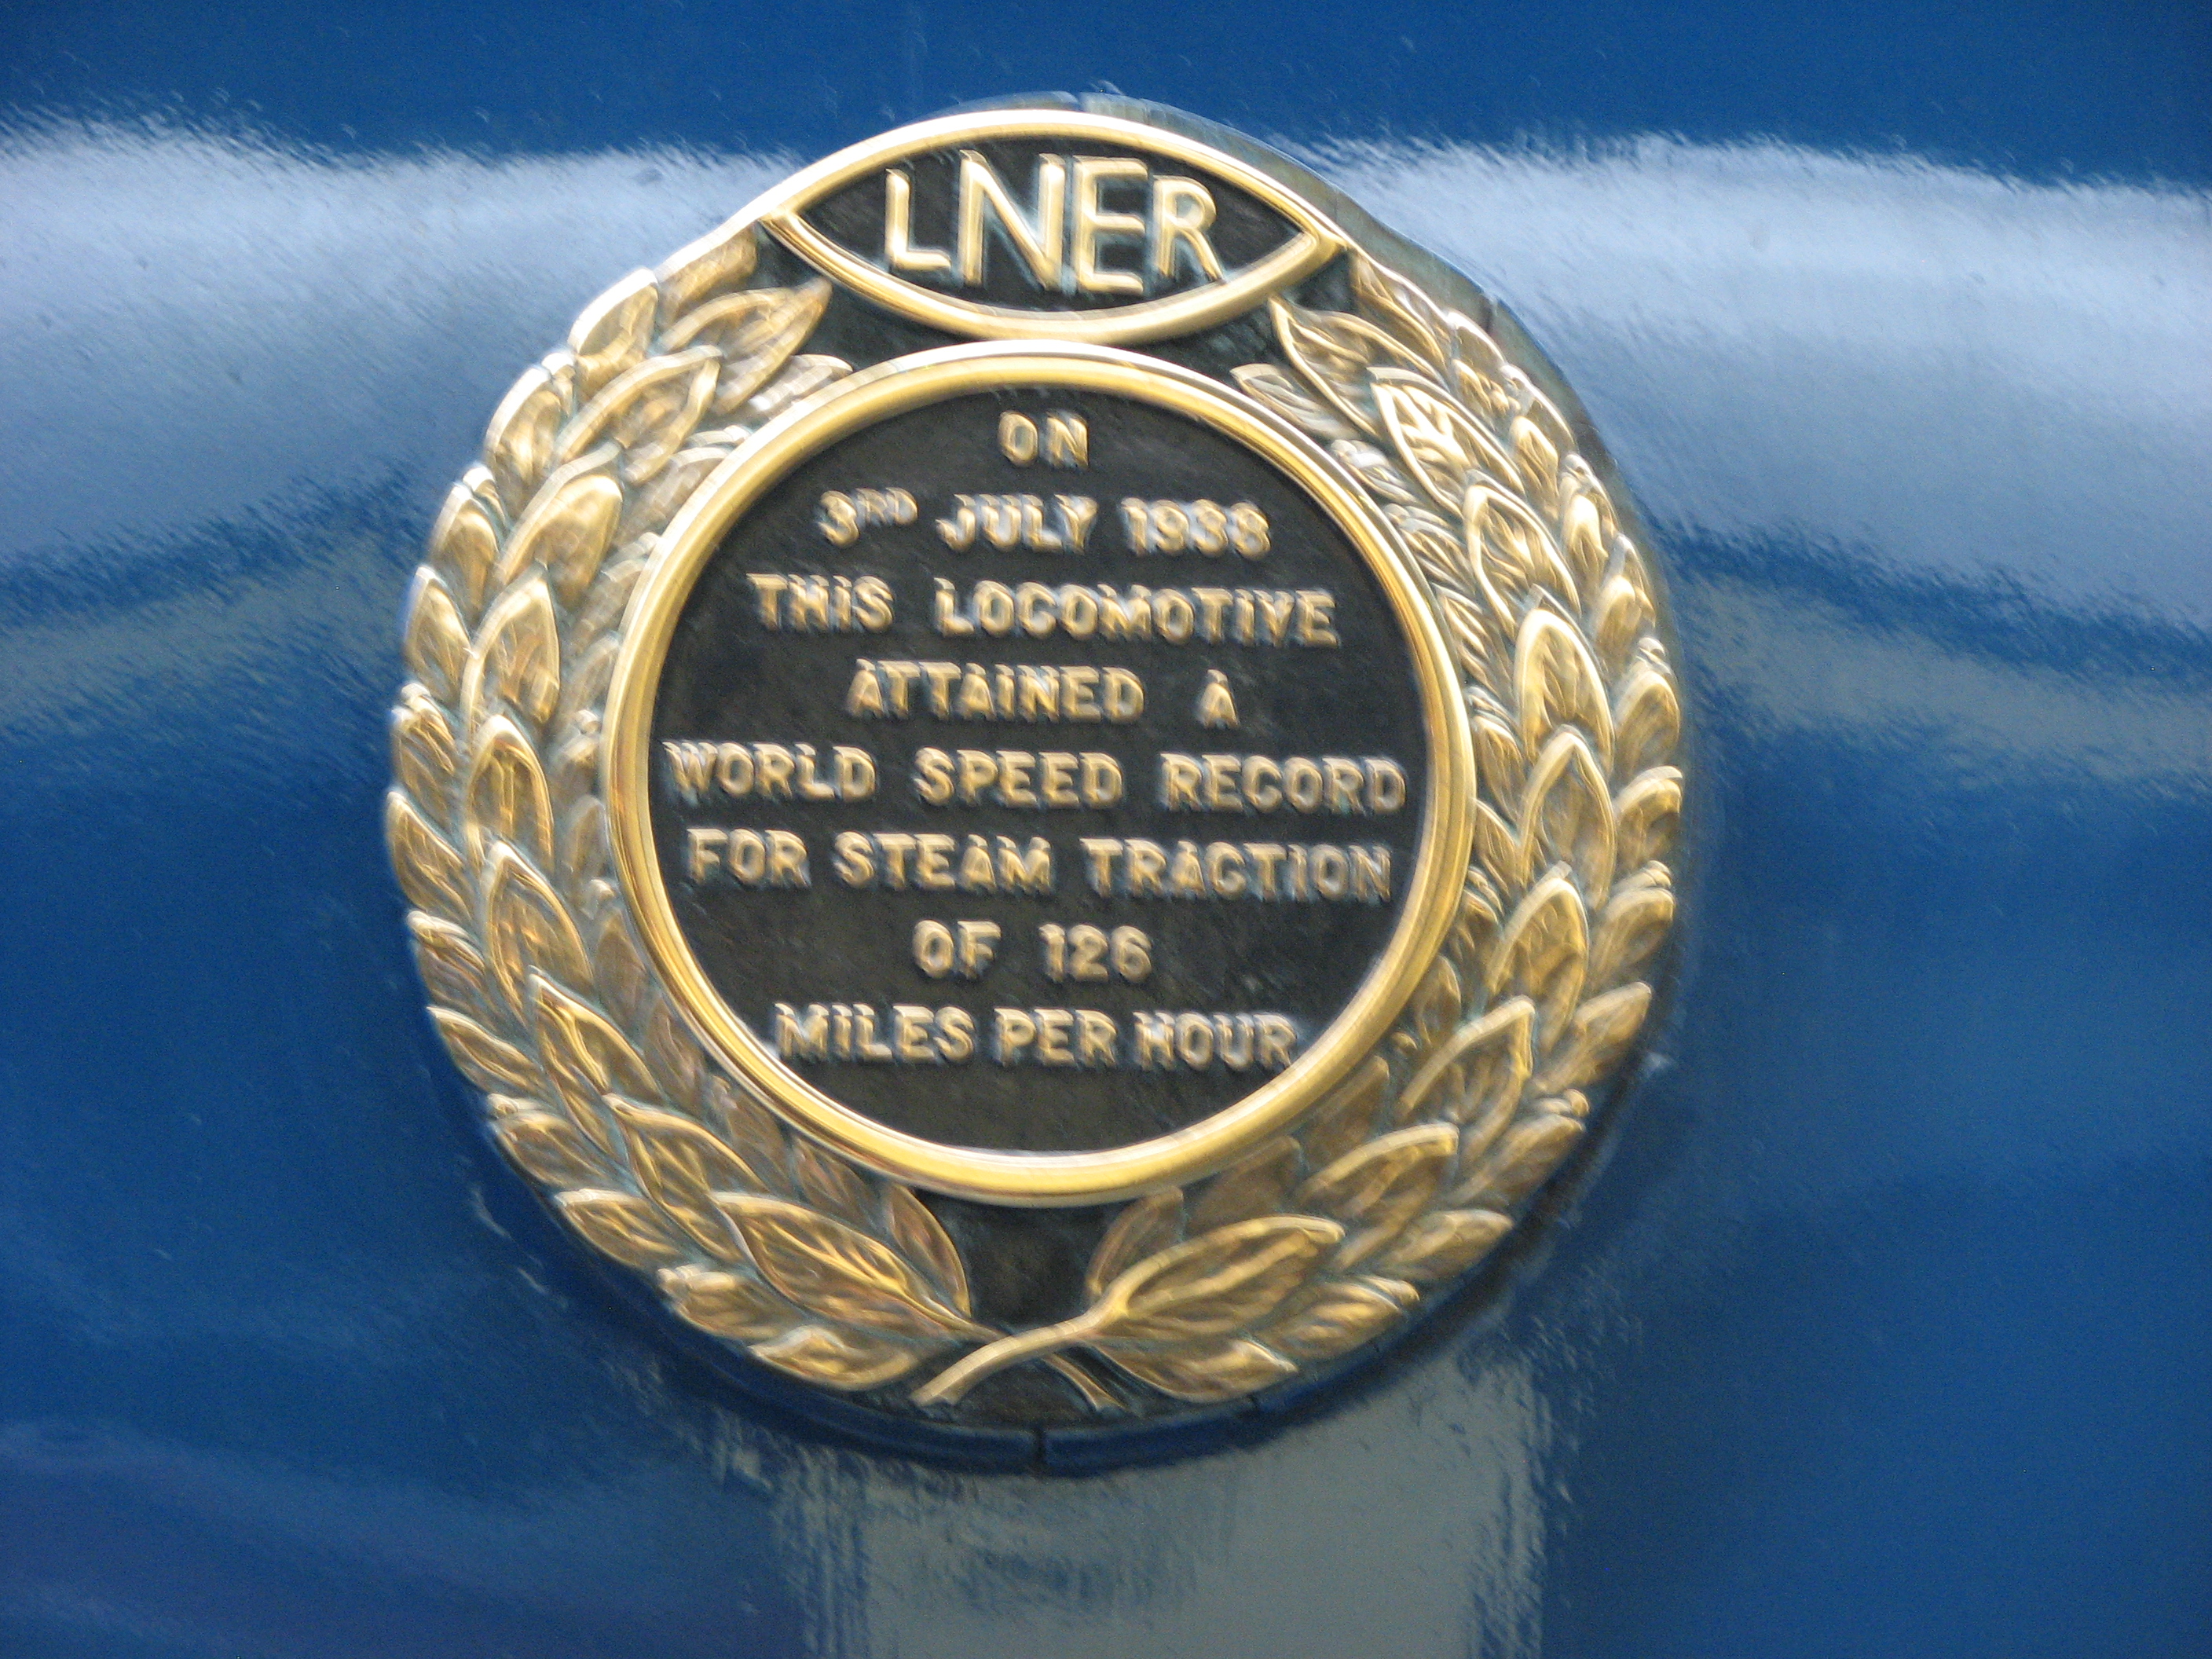 LNER
ON
3RD JULY 1938
THIS LOCOMOTIVE
ATTAINED A
WORLD SPEED RECORD
FOR STEAM TRACTION
OF 126
MILES PER HOUR